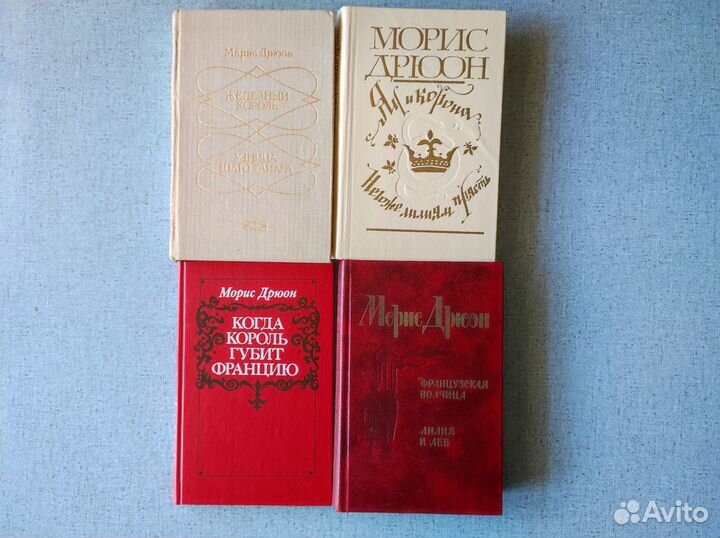 Морис Дрюон
ЖЕЛЕЗНЫЙ
КОРОЛЬ
УЗНИЦА
ШАТО-ГАЙАРА
МОРИС
ДРЮОН
Яд и корона
Негоже лилиям прясть
Морис Дрюон
КОГДА
КОРОЛЬ
ГУБИТ
ФРАНЦИЮ
Морис Дрюон
ФРАНЦУЗСКАЯ
ВОЛЧИЦА
ЛИЛИЯ
И ЛЕВ
Avito